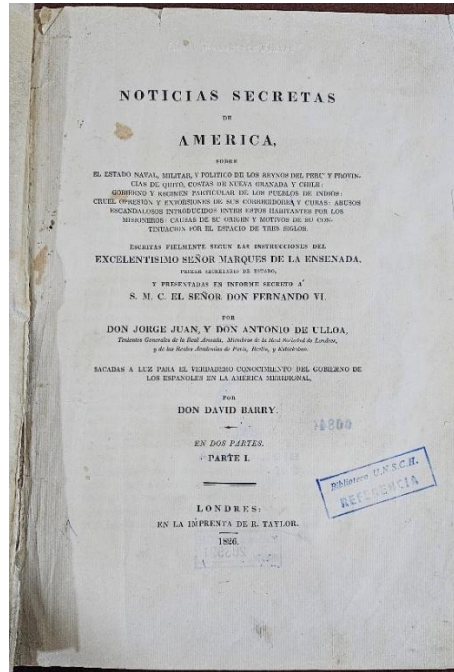 NOTICIAS SECRETAS
DE
AMERICA,
SOBRE
EL ESTADO NAVAL, MILITAR, Y POLITICO DE LOS REYNOS DEL PERU Y PROVIN-
CIAS DE QUITO, COSTAS DE NUEVA GRANADA Y CHILE:
GOBIERNO Y REGIMEN PARTICULAR DE LOS PUEBLOS DE INDIOS:
CRUEL OPRESION Y EXTORSIONES DE SUS CORREGIDORES Y CURAS: ABUSOS
ESCANDALOSOS INTRODUCIDOS ENTRE ESTOS HABITANTES POR LOS
MISIONEROS: CAUSAS DE SU ORIGEN Y MOTIVOS DE SU CON-
TINUACION POR EL ESPACIO DE TRES SIGLOS.
ESCRITAS FIELMENTE SEGUN LAS INSTRUCCIONES DEL
EXCELENTISIMO SEÑOR MARQUES DE LA ENSENADA,
PRIMER SECRETARIO DE ESTADO,
Y PRESENTADAS EN INFORME SECRETO A'
S. M. C. EL SEÑOR DON FERNANDO VI.
POR
DON JORGE JUAN, Y DON ANTONIO DE ULLOA,
Tenientes Generales de la Real Armada, Miembros de la Real Sociedad de Londres,
y de las Reales Academias de Paris, Berlin, y Estockolmo.
SACADAS A LUZ PARA EL VERDADERO CONOCIMIENTO DEL GOBIERNO DE
LOS ESPAÑOLES EN LA AMERICA MERIDIONAL,
POR
DON DAVID BARRY.
EN DOS PARTES.
PARTE I.
Biblioteca U.N.S.C.H.
REFERENCIA
LONDRES:
EN LA IMPRENTA DE R. TAYLOR.
1826.